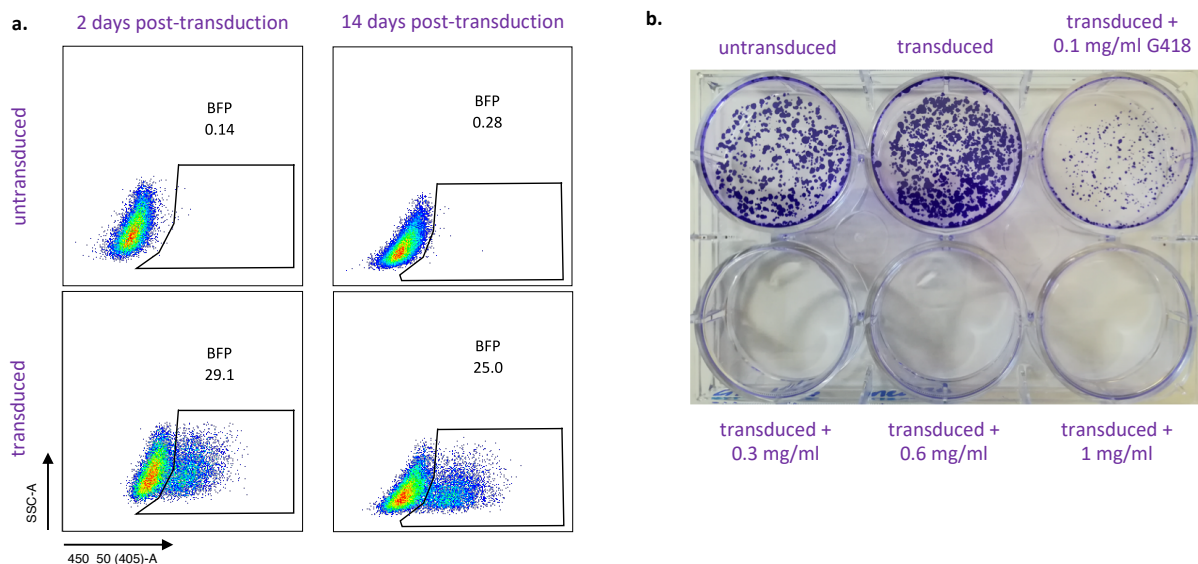 a.
2 days post-transduction
14 days post-transduction
untransduced
BFP
0.14
BFP
0.28
transduced
BFP
29.1
BFP
25.0
SSC-A
450_50 (405)-A
b.
untransduced
transduced
transduced +
0.1 mg/ml G418
transduced +
0.3 mg/ml
transduced +
0.6 mg/ml
transduced +
1 mg/ml